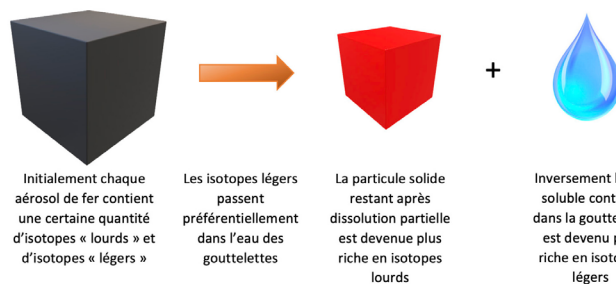 +
Initialement chaque
aérosol de fer contient
une certaine quantité
d'isotopes « lourds » et
d'isotopes « légers »
Les isotopes légers
passent
préférentiellement
dans l'eau des
gouttelettes
La particule solide
restant après
dissolution partielle
est devenue plus
riche en isotopes
lourds
Inversement
soluble
dans la
est devenu
riche en
légers